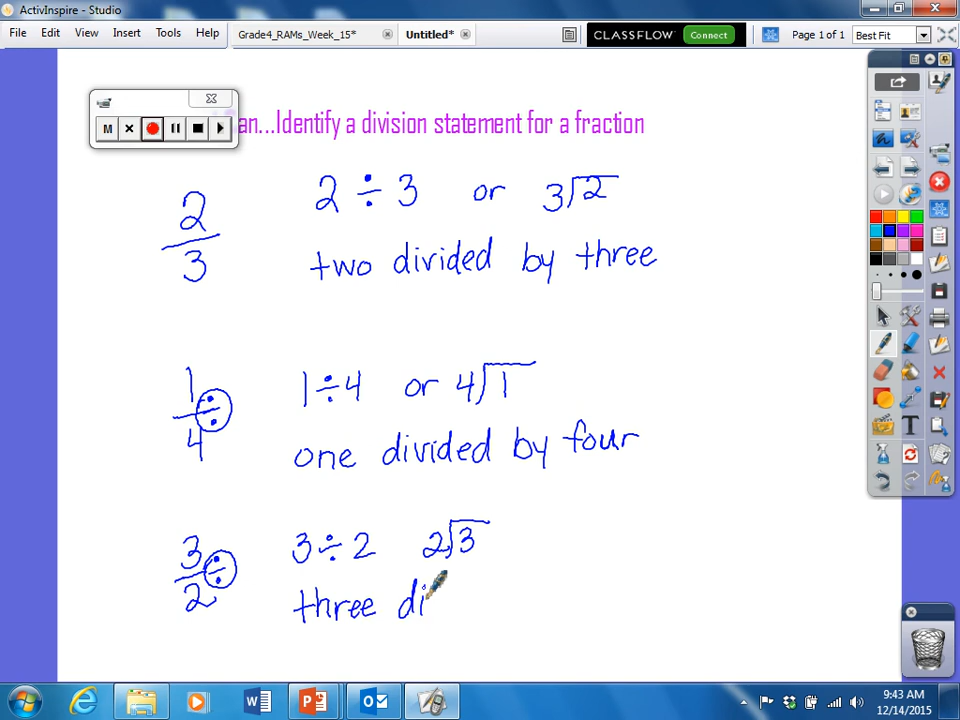 ActivInspire - Studio
File Edit View Insert Tools Help Grade4_RAMs_Week_15* Untitled* CLASSFLOW Connect Page 1 of 1 Best Fit
M
an...Identify a division statement for a fraction
2/3 2 ÷ 3 or 3⟌2
two divided by three
1/4 ÷ 1 ÷ 4 or 4⟌1
one divided by four
3/2 ÷ 3 ÷ 2 2⟌3
three di
T
9:43 AM
12/14/2015